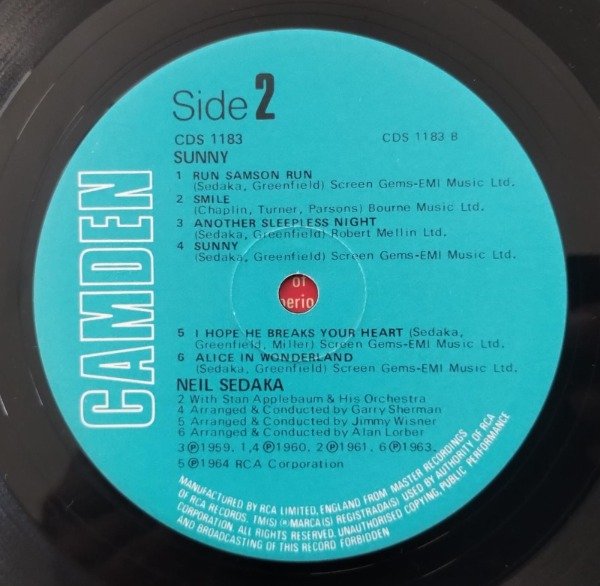 CAMDEN
Side 2
CDS 1183
CDS 1183 B
SUNNY
1 RUN SAMSON RUN
(Sedaka, Greenfield) Screen Gems-EMI Music Ltd.
2 SMILE
(Chaplin, Turner, Parsons) Bourne Music Ltd.
3 ANOTHER SLEEPLESS NIGHT
(Sedaka, Greenfield) Robert Mellin Ltd.
4 SUNNY
(Sedaka, Greenfield) Screen Gems-EMI Music Ltd.
of
perio
5 I HOPE HE BREAKS YOUR HEART (Sedaka,
Greenfield, Miller) Screen Gems-EMI Music Ltd.
6 ALICE IN WONDERLAND
(Sedaka, Greenfield) Screen Gems-EMI Music Ltd.
NEIL SEDAKA
2 With Stan Applebaum & His Orchestra
4 Arranged & Conducted by Garry Sherman
5 Arranged & Conducted by Jimmy Wisner
6 Arranged & Conducted by Alan Lorber
3 ℗ 1959. 1,4 ℗ 1960. 2 ℗ 1961. 6 ℗ 1963.
5 ℗ 1964 RCA Corporation
MANUFACTURED BY RCA LIMITED, ENGLAND FROM MASTER RECORDINGS
OF RCA RECORDS. TM(S) ® MARCA(S) REGISTRADA(S) USED BY AUTHORITY OF RCA
CORPORATION. ALL RIGHTS RESERVED. UNAUTHORISED COPYING, PUBLIC PERFORMANCE
AND BROADCASTING OF THIS RECORD FORBIDDEN